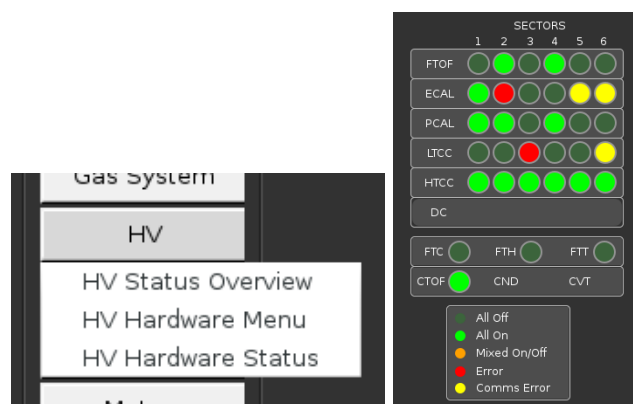 Gas System
HV
HV Status Overview
HV Hardware Menu
HV Hardware Status
SECTORS
1 2 3 4 5 6
FTOF
ECAL
PCAL
LTCC
HTCC
DC
FTC FTH FTT
CTOF CND CVT
All Off
All On
Mixed On/Off
Error
Comms Error